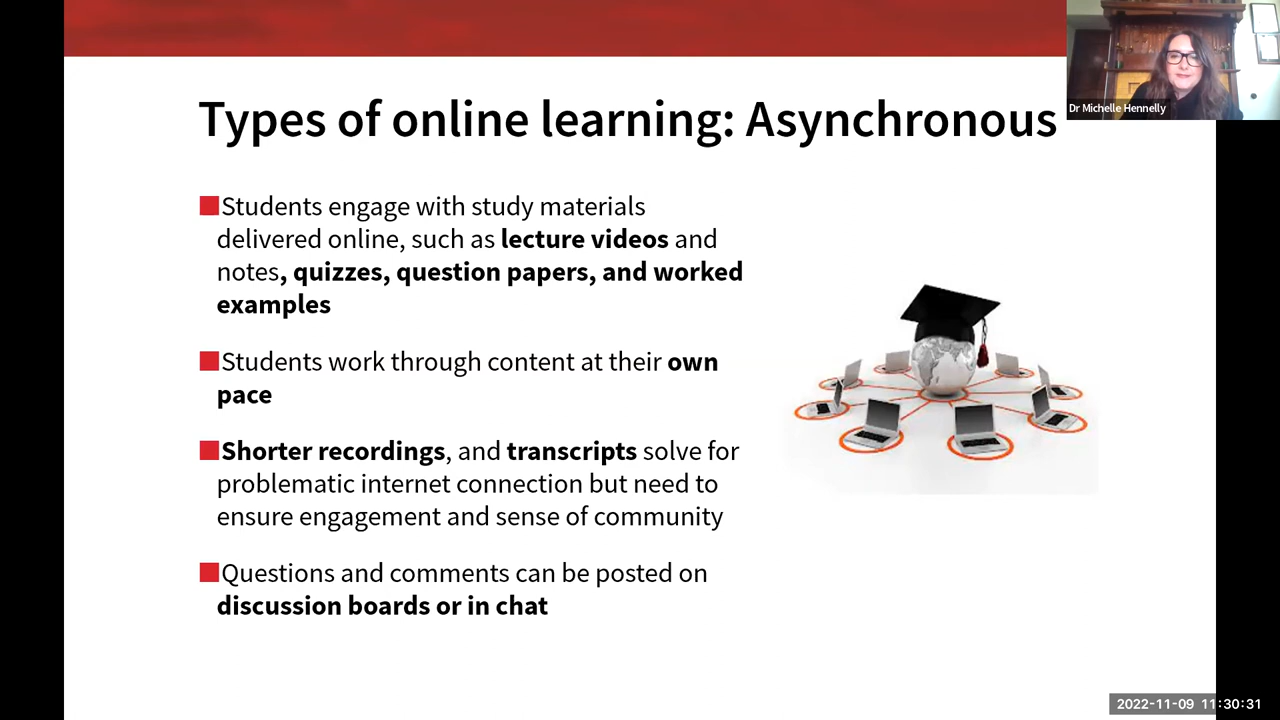 Dr Michelle Hennelly
Types of online learning: Asynchronous
Students engage with study materials
delivered online, such as lecture videos and
notes, quizzes, question papers, and worked
examples
Students work through content at their own
pace
Shorter recordings, and transcripts solve for
problematic internet connection but need to
ensure engagement and sense of community
Questions and comments can be posted on
discussion boards or in chat
2022-11-09 11:30:31